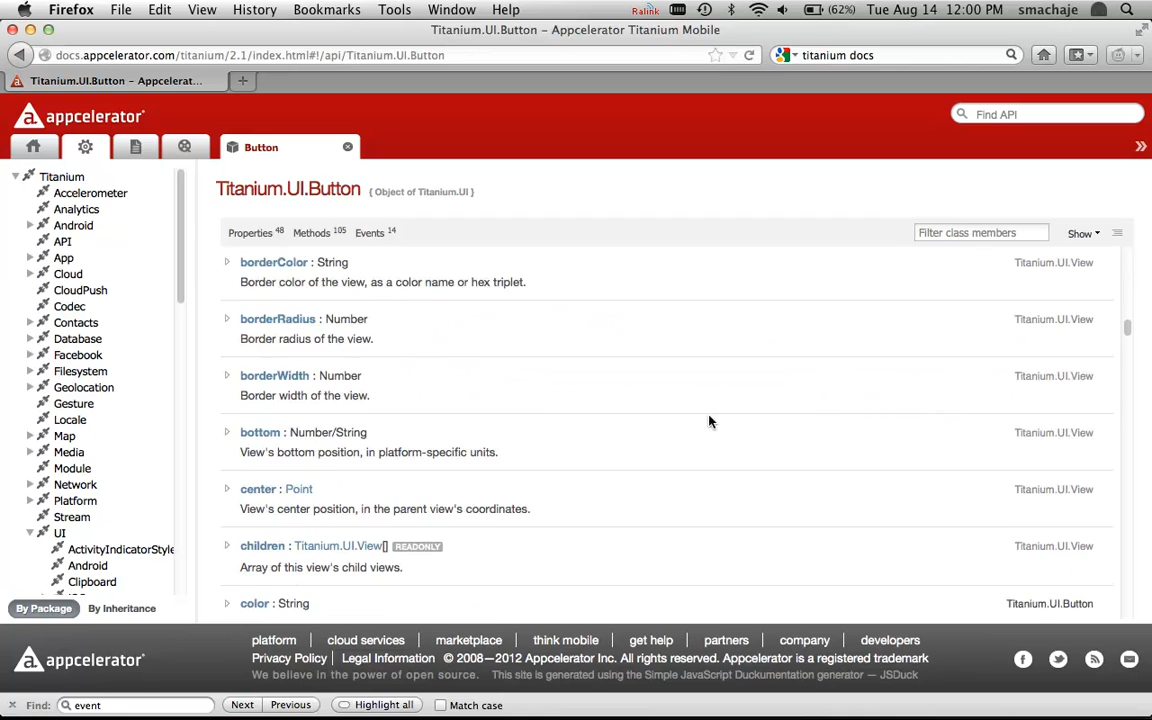 Firefox File Edit View History Bookmarks Tools Window Help Ralink (62%) Tue Aug 14 12:00 PM smachaje
Titanium.UI.Button – Appcelerator Titanium Mobile
docs.appcelerator.com/titanium/2.1/index.html#!/api/Titanium.UI.Button titanium docs
Titanium.UI.Button – Appcelerat...
appcelerator
Find API
Button
Titanium.UI.Button { Object of Titanium.UI }
Properties 48 Methods 105 Events 14 Filter class members Show
Titanium
Accelerometer
Analytics
Android
API
App
Cloud
CloudPush
Codec
Contacts
Database
Facebook
Filesystem
Geolocation
Gesture
Locale
Map
Media
Module
Network
Platform
Stream
UI
ActivityIndicatorStyle
Android
Clipboard
By Package By Inheritance
borderColor : String Titanium.UI.View
Border color of the view, as a color name or hex triplet.
borderRadius : Number Titanium.UI.View
Border radius of the view.
borderWidth : Number Titanium.UI.View
Border width of the view.
bottom : Number/String Titanium.UI.View
View's bottom position, in platform-specific units.
center : Point Titanium.UI.View
View's center position, in the parent view's coordinates.
children : Titanium.UI.View[] READONLY Titanium.UI.View
Array of this view's child views.
color : String Titanium.UI.Button
appcelerator
platform | cloud services | marketplace | think mobile | get help | partners | company | developers
Privacy Policy | Legal Information | © 2008—2012 Appcelerator Inc. All rights reserved. Appcelerator is a registered trademark
We believe in the power of open source. This site is generated using the Simple JavaScript Duckumentation generator — JSDuck
Find: event Next Previous Highlight all Match case